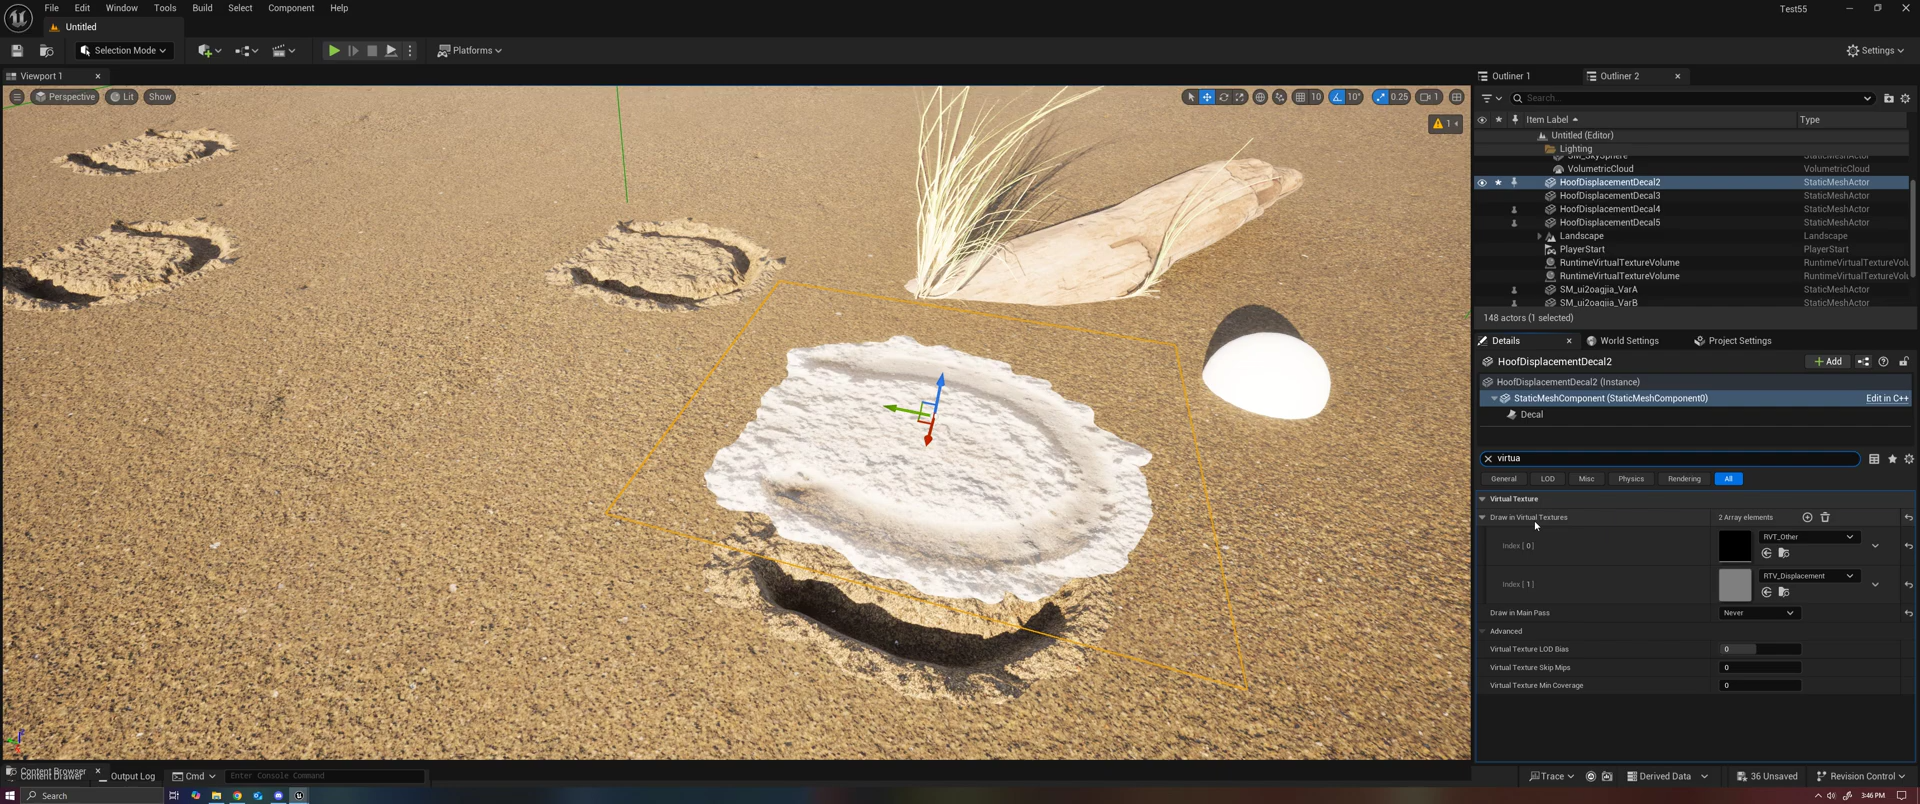 File Edit Window Tools Build Select Component Help
Test55
Untitled
Selection Mode
Platforms
Settings
Viewport 1
Outliner 1
Outliner 2
Perspective
Lit
Show
10
10°
0.25
1
1
Search...
Item Label
Type
Untitled (Editor)
Lighting
SM_SkySphere StaticMeshActor
VolumetricCloud VolumetricCloud
HoofDisplacementDecal2 StaticMeshActor
HoofDisplacementDecal3 StaticMeshActor
HoofDisplacementDecal4 StaticMeshActor
HoofDisplacementDecal5 StaticMeshActor
Landscape Landscape
PlayerStart PlayerStart
RuntimeVirtualTextureVolume RuntimeVirtualTextureVolu
RuntimeVirtualTextureVolume RuntimeVirtualTextureVolu
SM_ui2oagjia_VarA StaticMeshActor
SM_ui2oagjia_VarB StaticMeshActor
148 actors (1 selected)
Details
World Settings
Project Settings
HoofDisplacementDecal2
Add
HoofDisplacementDecal2 (Instance)
StaticMeshComponent (StaticMeshComponent0)
Edit in C++
Decal
virtua
General LOD Misc Physics Rendering All
Virtual Texture
Draw in Virtual Textures
2 Array elements
Index [ 0 ]
RVT_Other
Index [ 1 ]
RTV_Displacement
Draw in Main Pass
Never
Advanced
Virtual Texture LOD Bias
0
Virtual Texture Skip Mips
0
Virtual Texture Min Coverage
0
Content Browser
Content Drawer
Output Log
Cmd
Enter Console Command
Trace
Derived Data
36 Unsaved
Revision Control
Search
3:46 PM